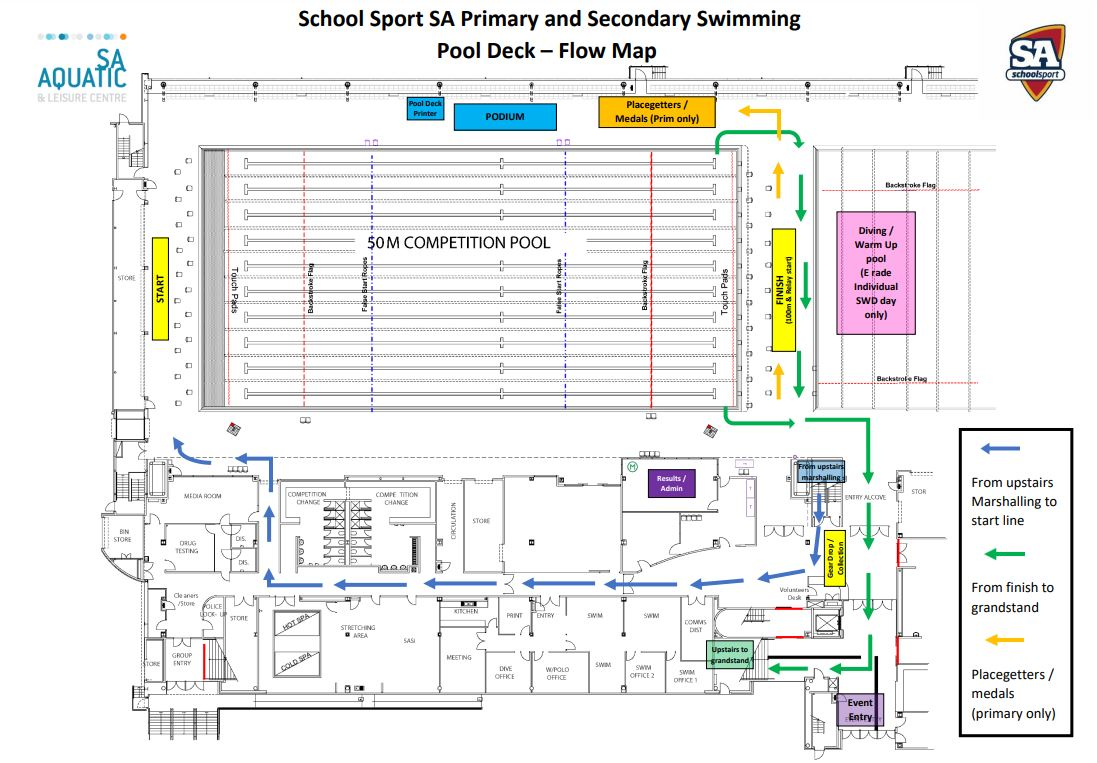 School Sport SA Primary and Secondary Swimming
Pool Deck – Flow Map
SA
AQUATIC
& LEISURE CENTRE
SA
schoolsport
Pool Deck
Printer
PODIUM
Placegetters /
Medals (Prim only)
START
STORE
Touch Pads
Backstroke Flag
False Start Ropes
50 M COMPETITION POOL
False Start Ropes
Backstroke Flag
Touch Pads
FINISH
(100m & Relay start)
Backstroke Flag
Diving /
Warm Up
pool
(E rade
Individual
SWD day
only)
Backstroke Flag
From upstairs
Marshalling to
start line
From finish to
grandstand
Placegetters /
medals
(primary only)
MEDIA ROOM
COMPETITION
CHANGE
COMPE TITION
CHANGE
CIRCULATION
STORE
M
Results /
Admin
From upstairs
marshalling
ENTRY ALCOVE
STOR
BIN
STORE
DRUG
TESTING
DIS.
DIS.
Gear Drop /
Collection
Volunteers
Desk
Cleaners
/Store
POLICE
LOCK- UP
STORE
GROUP
ENTRY
STORE
HOT SPA
COLD SPA
STRETCHING
AREA
SASI
KITCHEN
MEETING
PRINT
ENTRY
SWIM
SWIM
COMMS
DIST
DIVE
OFFICE
W/POLO
OFFICE
SWIM
SWIM
OFFICE 2
SWIM
OFFICE 1
Upstairs to
grandstand
Event
Entry